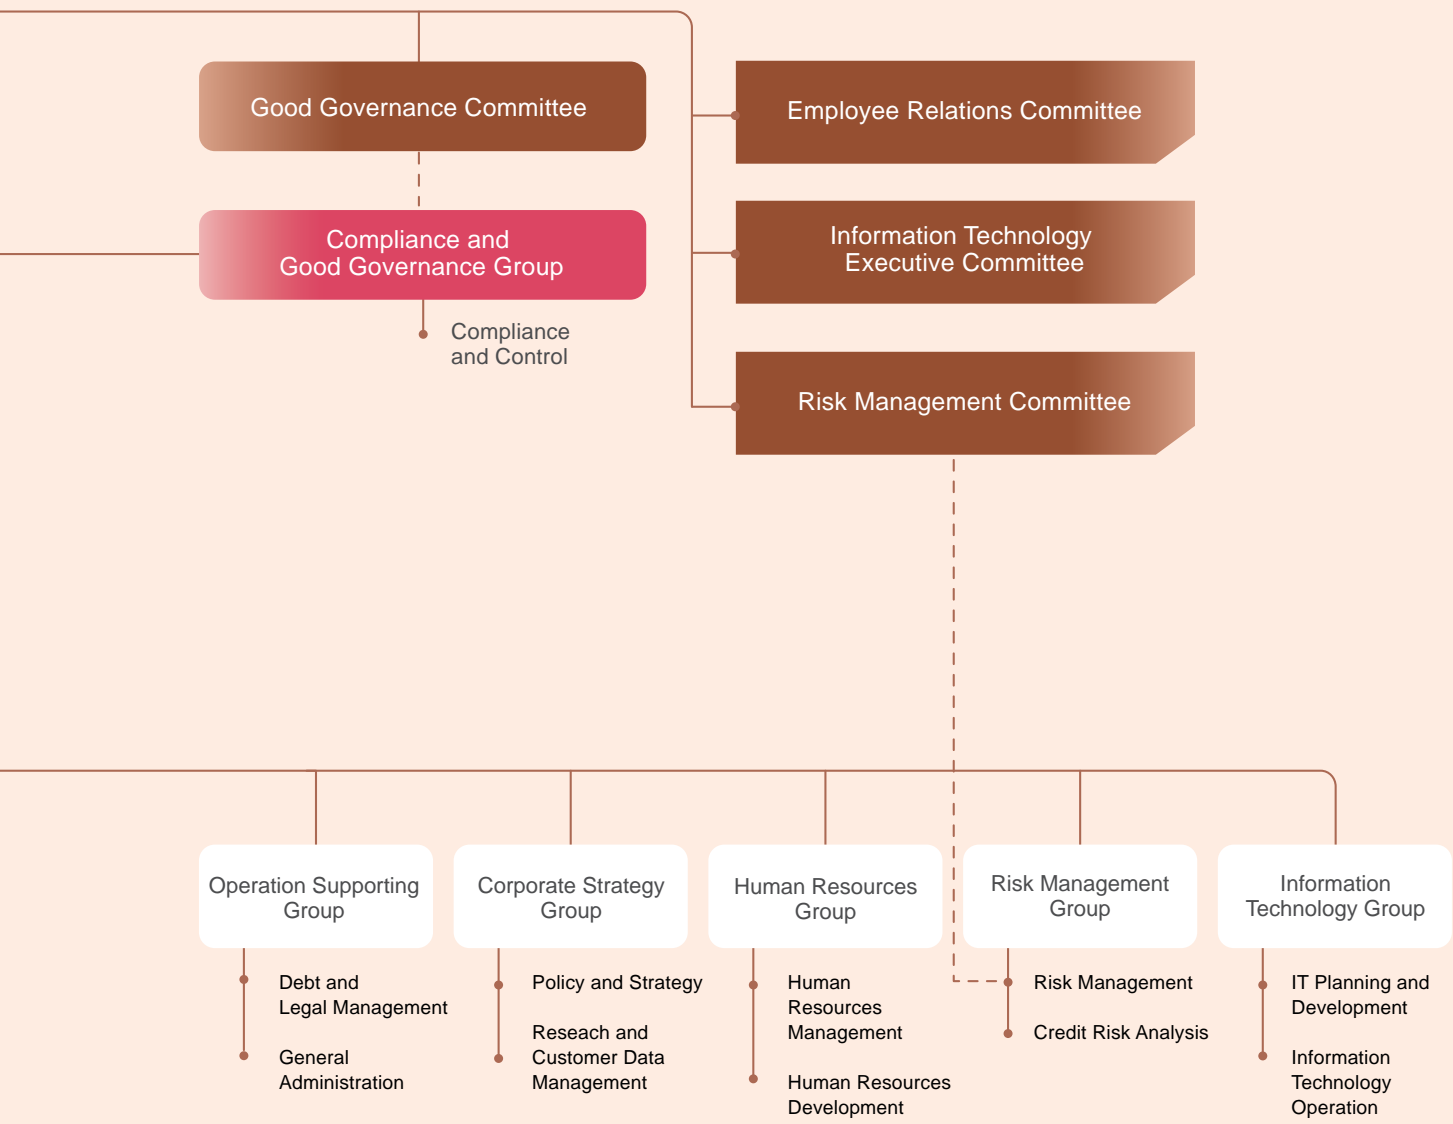 Good Governance Committee
Compliance and
Good Governance Group
Compliance
and Control
Employee Relations Committee
Information Technology
Executive Committee
Risk Management Committee
Operation Supporting
Group
Debt and
Legal Management
General
Administration
Corporate Strategy
Group
Policy and Strategy
Reseach and
Customer Data
Management
Human Resources
Group
Human
Resources
Management
Human Resources
Development
Risk Management
Group
Risk Management
Credit Risk Analysis
Information
Technology Group
IT Planning and
Development
Information
Technology
Operation